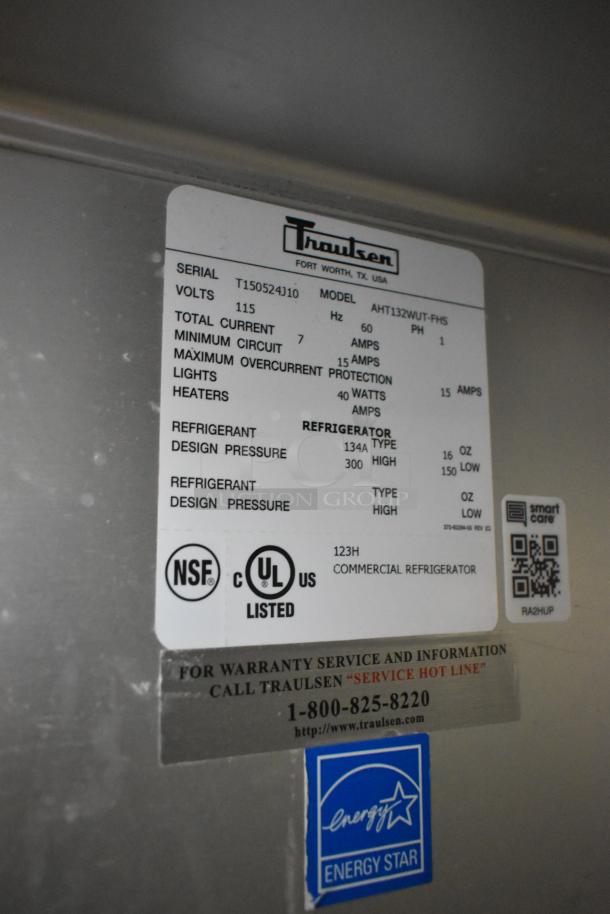 Traulsen
FORT WORTH, TX. USA
SERIAL T150524J10 MODEL AHT132WUT-FHS
VOLTS 115 Hz 60 PH 1
TOTAL CURRENT 7 AMPS
MINIMUM CIRCUIT 15 AMPS
MAXIMUM OVERCURRENT PROTECTION 15 AMPS
LIGHTS 40 WATTS
HEATERS AMPS
REFRIGERATOR
REFRIGERANT 134A TYPE 16 OZ
DESIGN PRESSURE 300 HIGH 150 LOW
REFRIGERANT TYPE OZ
DESIGN PRESSURE HIGH LOW
AUCTION GROUP
NSF®
C UL® US
LISTED
123H
COMMERCIAL REFRIGERATOR
smart
care
RA2HUP
FOR WARRANTY SERVICE AND INFORMATION
CALL TRAULSEN "SERVICE HOT LINE"
1-800-825-8220
http://www.traulsen.com
energy
ENERGY STAR